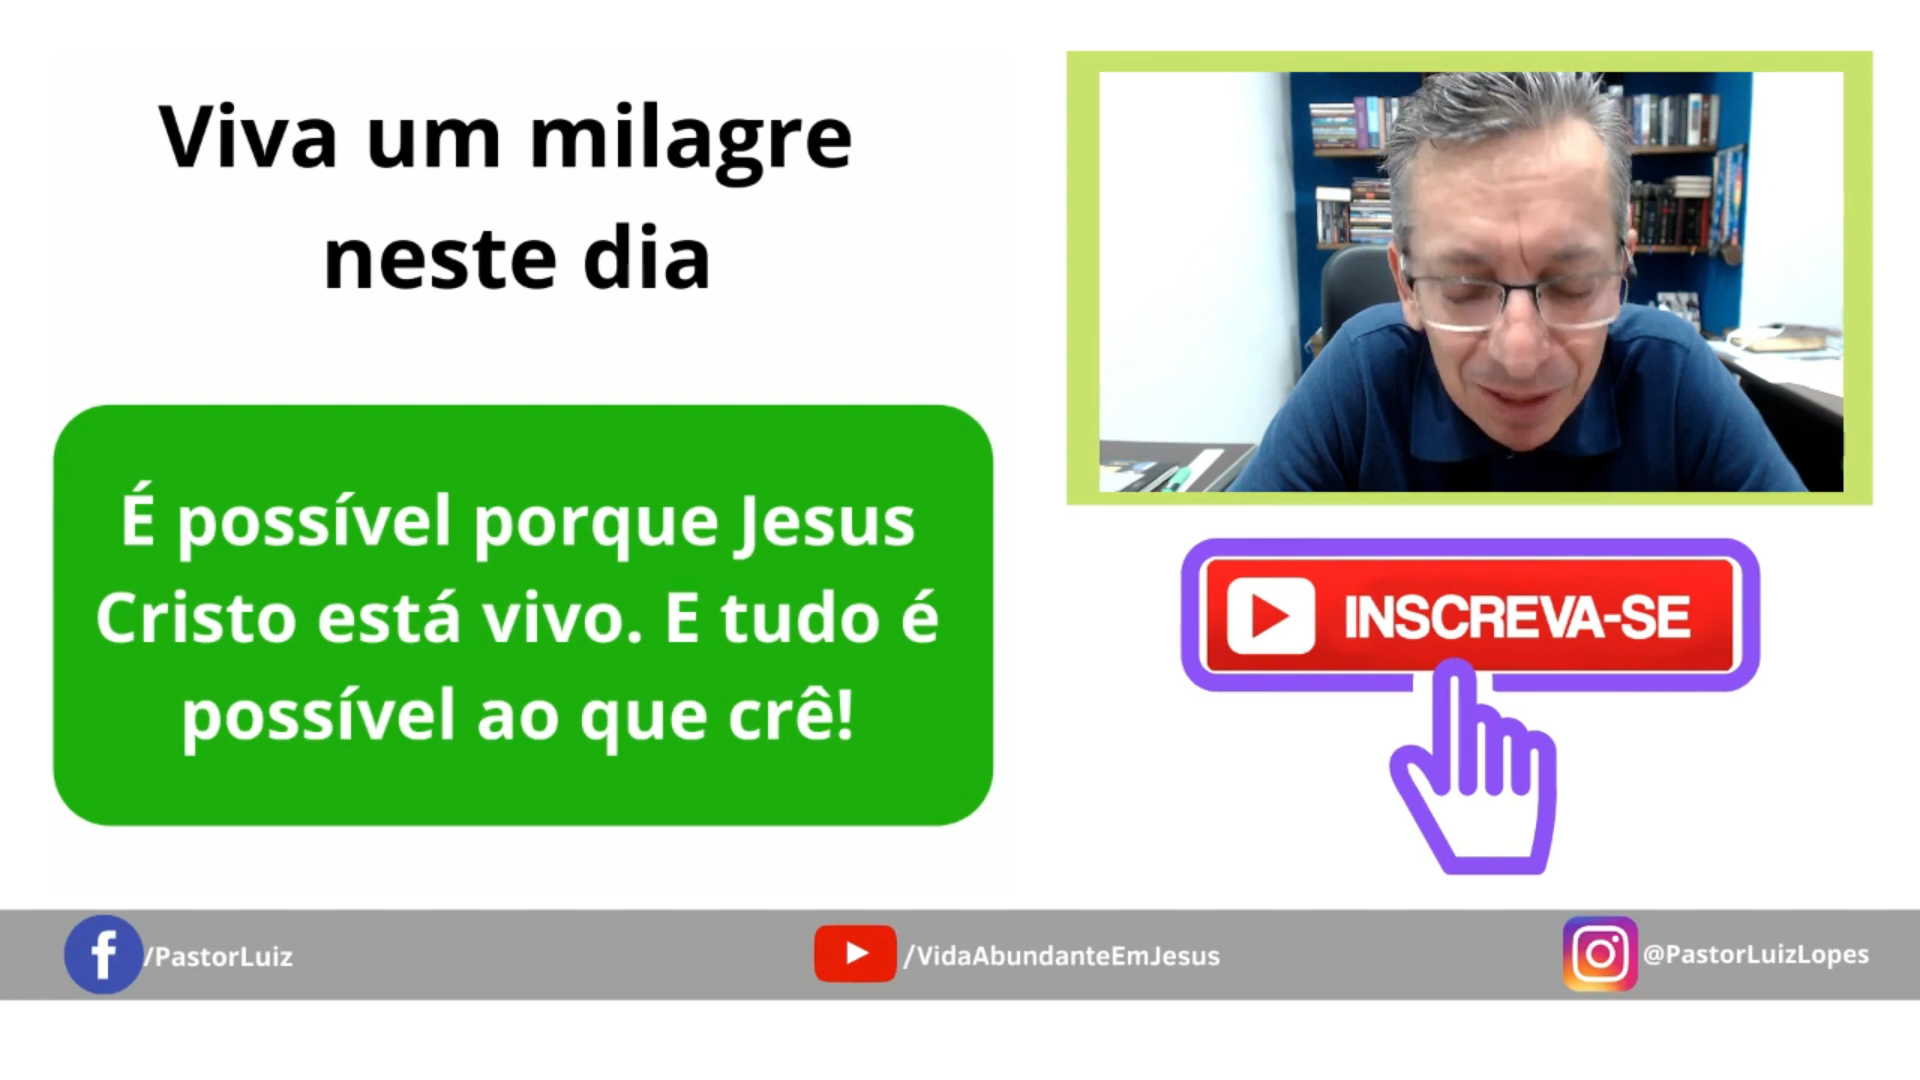 Viva um milagre
neste dia
É possível porque Jesus
Cristo está vivo. E tudo é
possível ao que crê!
INSCREVA-SE
/PastorLuiz
/VidaAbundanteEmJesus
@PastorLuizLopes